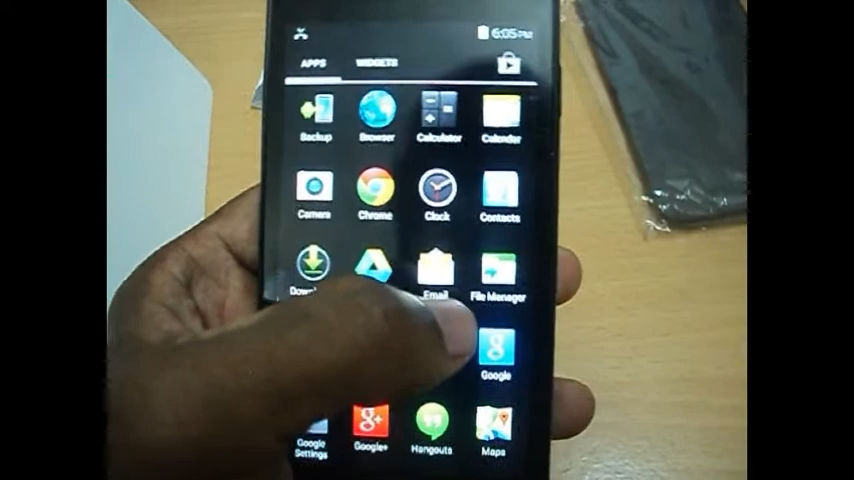 6:05 PM
APPS WIDGETS
Backup Browser Calculator Calendar
Camera Chrome Clock Contacts
Email File Manager
Google
Google Settings Google+ Hangouts Maps